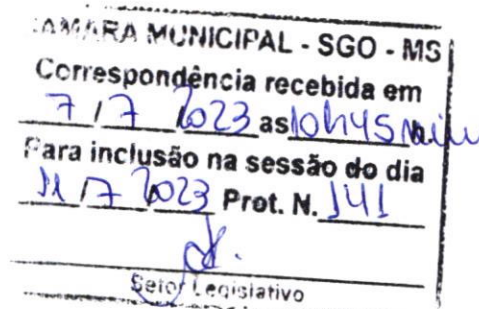 CAMARA MUNICIPAL - SGO - MS
Correspondência recebida em
7 / 7 / 2023 as 10h45 min
Para inclusão na sessão do dia
11 / 7 / 2023 Prot. N. 141
Setor Legislativo